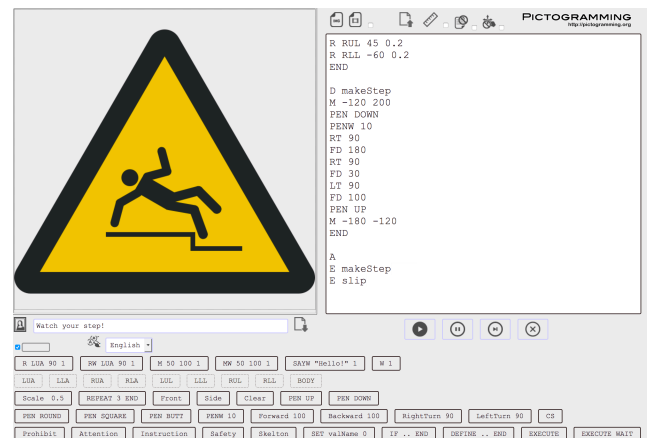 PICTOGRAMMING
http://pictogramming.org
R RUL 45 0.2
R RLL -60 0.2
END
D makeStep
M -120 200
PEN DOWN
PENW 10
RT 90
FD 180
RT 90
FD 30
LT 90
FD 100
PEN UP
M -180 -120
END
A
E makeStep
E slip
Watch your step!
English
R LUA 90 1 RW LUA 90 1 M 50 100 1 MW 50 100 1 SAYW "Hello!" 1 W 1
LUA LLA RUA RLA LUL LLL RUL RLL BODY
Scale 0.5 REPEAT 3 END Front Side Clear PEN UP PEN DOWN
PEN ROUND PEN SQUARE PEN BUTT PENW 10 Forward 100 Backward 100 RightTurn 90 LeftTurn 90 CS
Prohibit Attention Instruction Safety Skelton SET valName 0 IF .. END DEFINE .. END EXECUTE EXECUTE WAIT